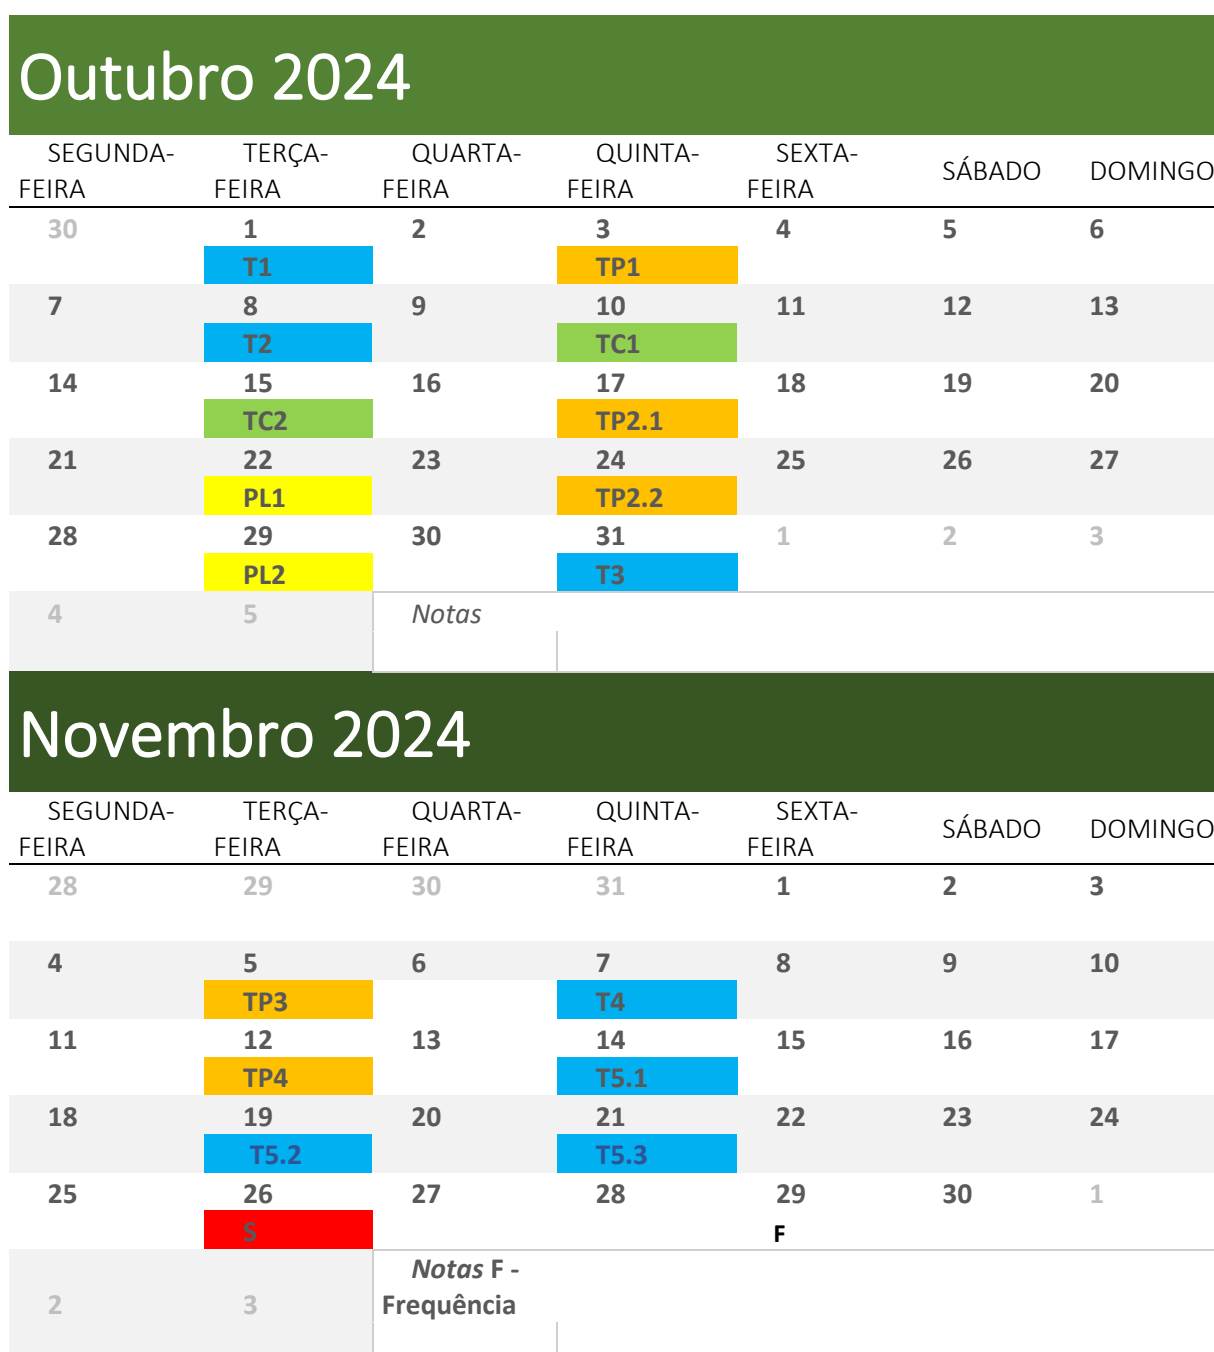 Outubro 2024
SEGUNDA- TERÇA- QUARTA- QUINTA- SEXTA- SÁBADO DOMINGO
FEIRA FEIRA FEIRA FEIRA FEIRA
30 1 2 3 4 5 6
T1 TP1
7 8 9 10 11 12 13
T2 TC1
14 15 16 17 18 19 20
TC2 TP2.1
21 22 23 24 25 26 27
PL1 TP2.2
28 29 30 31 1 2 3
PL2 T3
4 5 Notas
Novembro 2024
SEGUNDA- TERÇA- QUARTA- QUINTA- SEXTA- SÁBADO DOMINGO
FEIRA FEIRA FEIRA FEIRA FEIRA
28 29 30 31 1 2 3
4 5 6 7 8 9 10
TP3 T4
11 12 13 14 15 16 17
TP4 T5.1
18 19 20 21 22 23 24
T5.2 T5.3
25 26 27 28 29 30 1
S F
Notas F -
2 3 Frequência